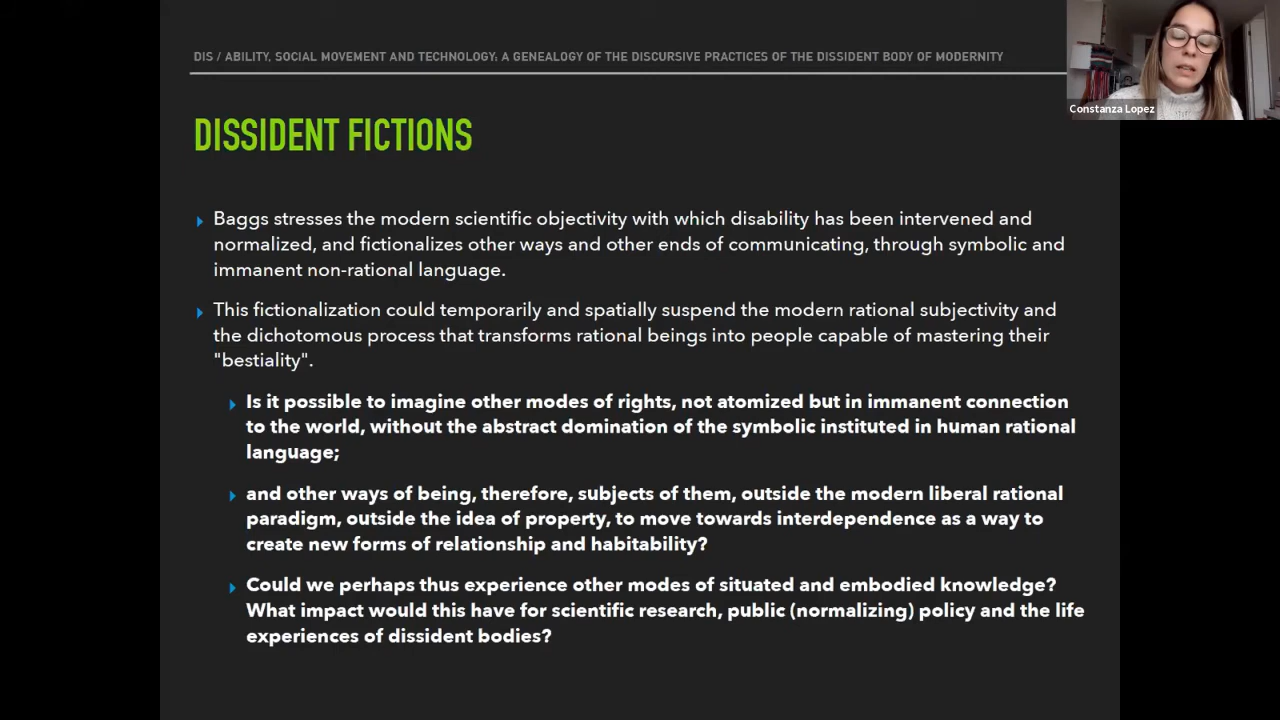 DIS / ABILITY, SOCIAL MOVEMENT AND TECHNOLOGY: A GENEALOGY OF THE DISCURSIVE PRACTICES OF THE DISSIDENT BODY OF MODERNITY
Constanza Lopez
DISSIDENT FICTIONS
Baggs stresses the modern scientific objectivity with which disability has been intervened and
normalized, and fictionalizes other ways and other ends of communicating, through symbolic and
immanent non-rational language.
This fictionalization could temporarily and spatially suspend the modern rational subjectivity and
the dichotomous process that transforms rational beings into people capable of mastering their
"bestiality".
Is it possible to imagine other modes of rights, not atomized but in immanent connection
to the world, without the abstract domination of the symbolic instituted in human rational
language;
and other ways of being, therefore, subjects of them, outside the modern liberal rational
paradigm, outside the idea of property, to move towards interdependence as a way to
create new forms of relationship and habitability?
Could we perhaps thus experience other modes of situated and embodied knowledge?
What impact would this have for scientific research, public (normalizing) policy and the life
experiences of dissident bodies?